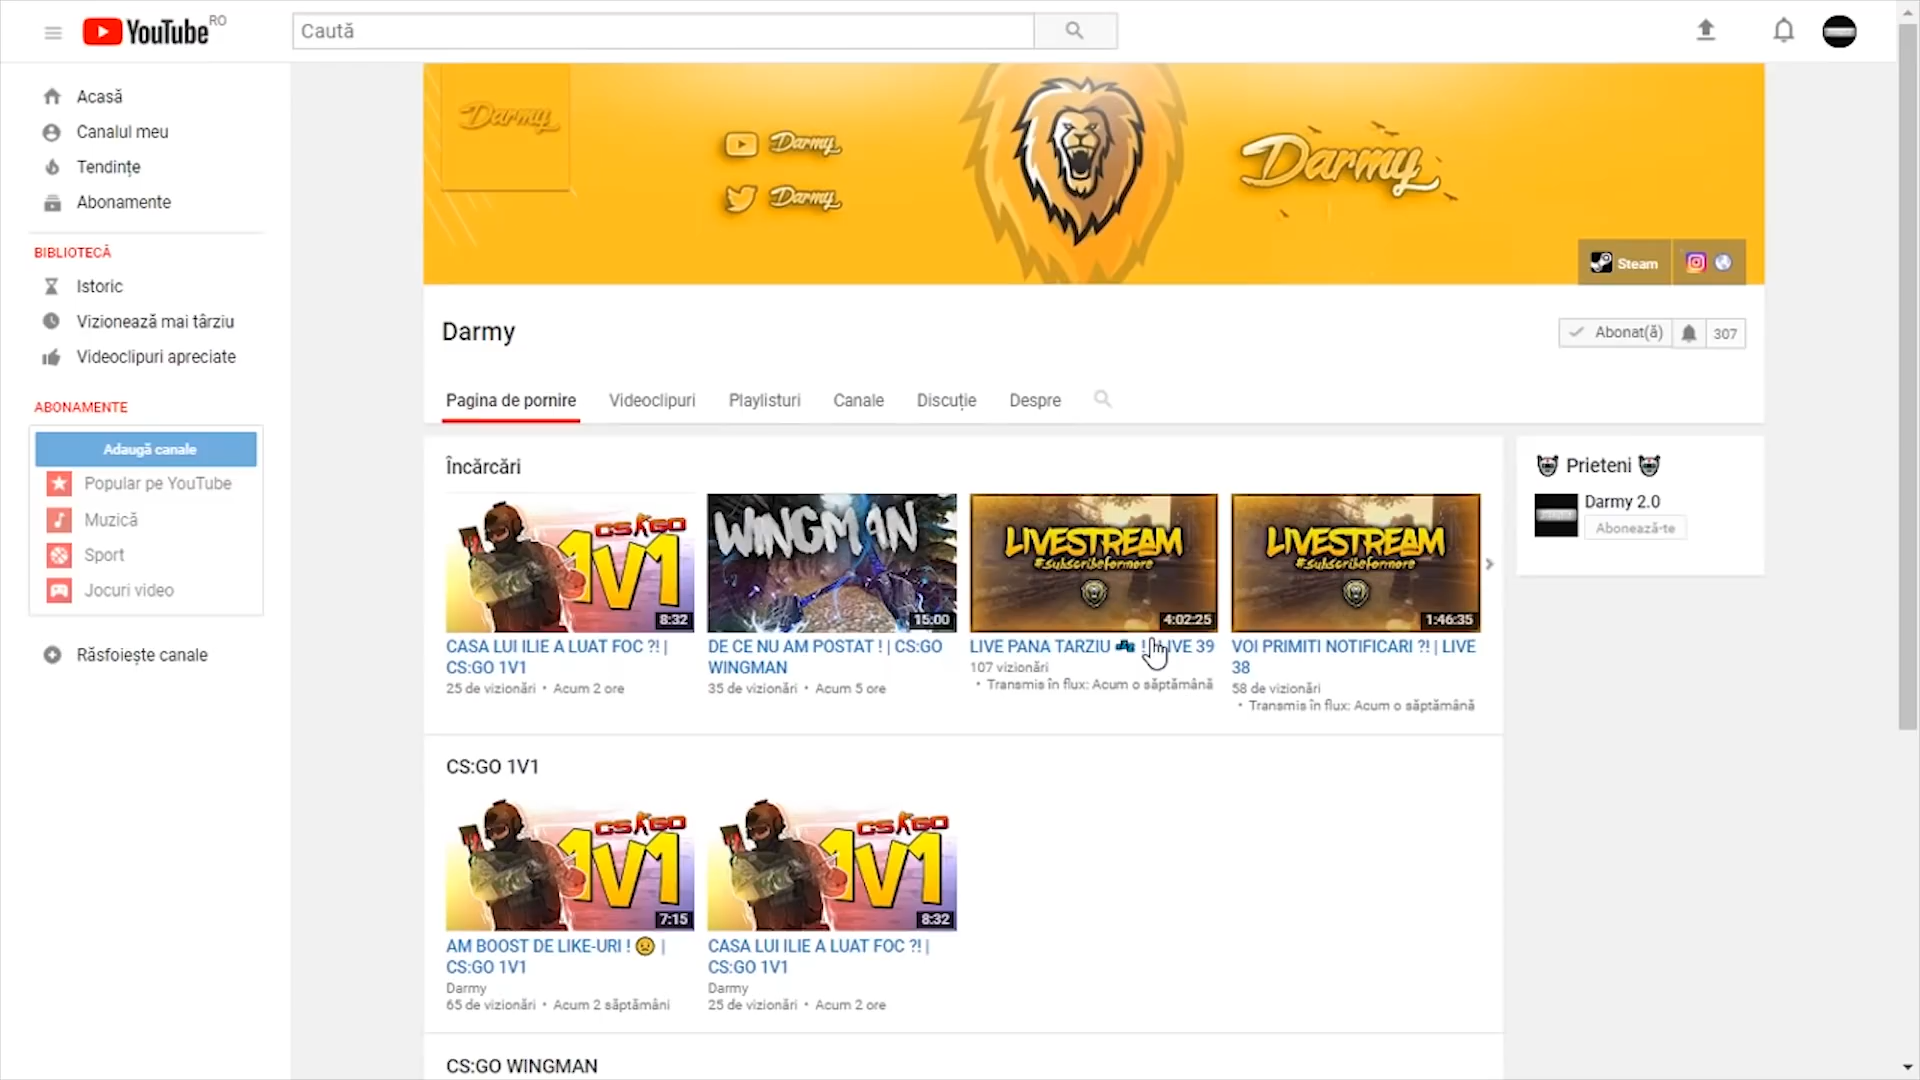 YouTube RO
Caută
Acasă
Canalul meu
Tendințe
Abonamente
BIBLIOTECĂ
Istoric
Vizionează mai târziu
Videoclipuri apreciate
ABONAMENTE
Adaugă canale
Popular pe YouTube
Muzică
Sport
Jocuri video
Răsfoiește canale
Darmy
Darmy
Darmy
Darmy
Steam
Darmy
Abonat(ă)
307
Pagina de pornire
Videoclipuri
Playlisturi
Canale
Discuție
Despre
Încărcări
CS:GO
1V1
8:32
CASA LUI ILIE A LUAT FOC ?! |
CS:GO 1V1
25 de vizionări • Acum 2 ore
WINGMAN
15:00
DE CE NU AM POSTAT ! | CS:GO
WINGMAN
35 de vizionări • Acum 5 ore
LIVESTREAM
#subscribeformore
4:02:25
LIVE PANA TARZIU 🎮 ! | LIVE 39
107 vizionări
• Transmis în flux: Acum o săptămână
LIVESTREAM
#subscribeformore
1:46:35
VOI PRIMITI NOTIFICARI ?! | LIVE
38
58 de vizionări
• Transmis în flux: Acum o săptămână
Prieteni
Darmy 2.0
Abonează-te
CS:GO 1V1
CS:GO
1V1
7:15
AM BOOST DE LIKE-URI ! 😣 |
CS:GO 1V1
Darmy
65 de vizionări • Acum 2 săptămâni
CS:GO
1V1
8:32
CASA LUI ILIE A LUAT FOC ?! |
CS:GO 1V1
Darmy
25 de vizionări • Acum 2 ore
CS:GO WINGMAN